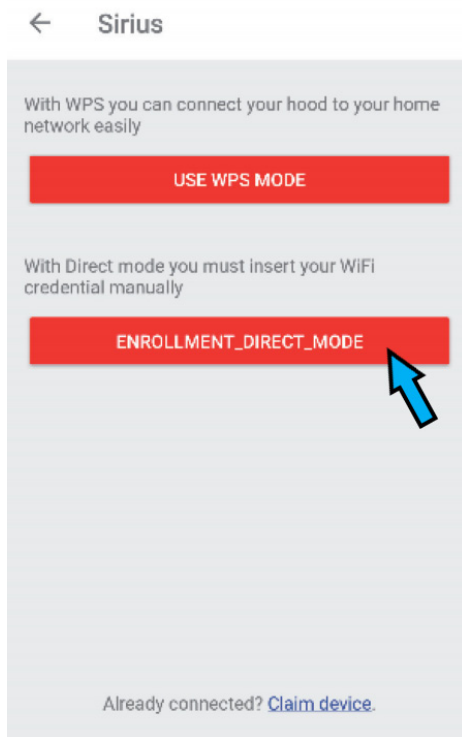 Sirius
With WPS you can connect your hood to your home
network easily
USE WPS MODE
With Direct mode you must insert your WiFi
credential manually
ENROLLMENT_DIRECT_MODE
Already connected? Claim device.